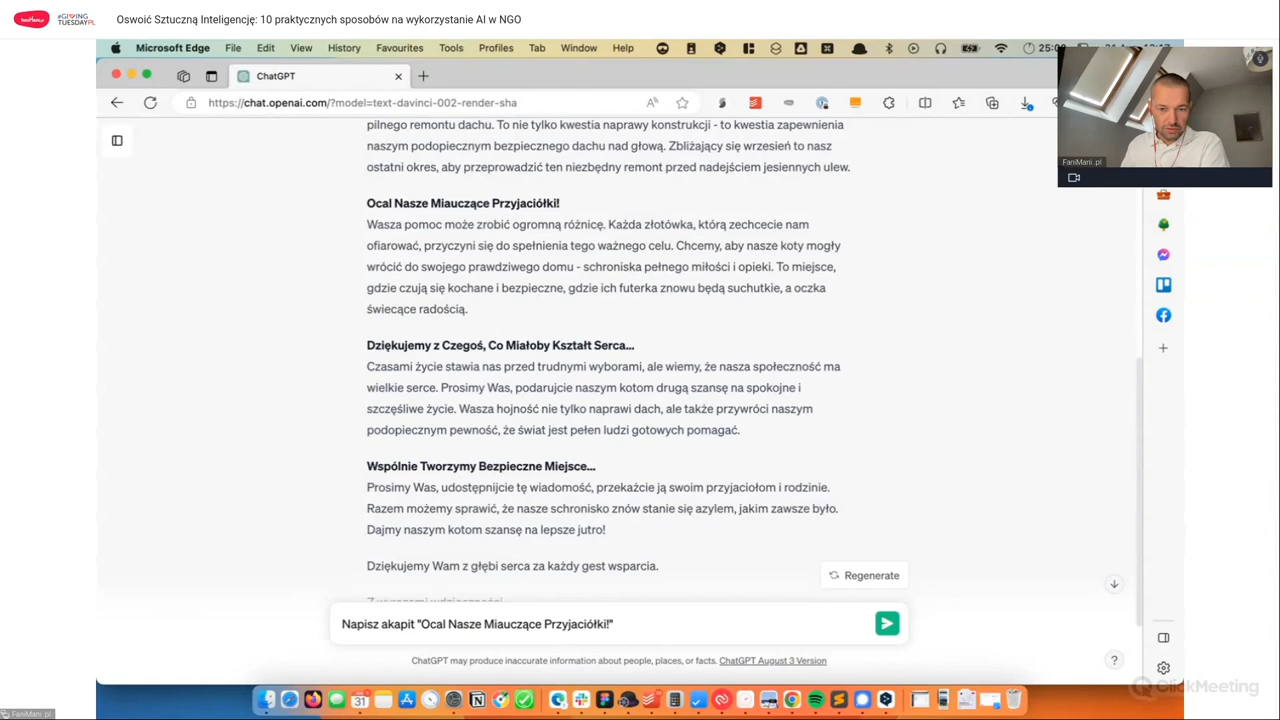 FaniMani.pl
#GIVING
TUESDAYPL
Oswoić Sztuczną Inteligencję: 10 praktycznych sposobów na wykorzystanie AI w NGO
Microsoft Edge File Edit View History Favourites Tools Profiles Tab Window Help
ChatGPT
https://chat.openai.com/?model=text-davinci-002-render-sha
FaniMani .pl
pilnego remontu dachu. To nie tylko kwestia naprawy konstrukcji - to kwestia zapewnienia
naszym podopiecznym bezpiecznego dachu nad głową. Zbliżający się wrzesień to nasz
ostatni okres, aby przeprowadzić ten niezbędny remont przed nadejściem jesiennych ulew.
Ocal Nasze Miauczące Przyjaciółki!
Wasza pomoc może zrobić ogromną różnicę. Każda złotówka, którą zechcecie nam
ofiarować, przyczyni się do spełnienia tego ważnego celu. Chcemy, aby nasze koty mogły
wrócić do swojego prawdziwego domu - schroniska pełnego miłości i opieki. To miejsce,
gdzie czują się kochane i bezpieczne, gdzie ich futerka znowu będą suchutkie, a oczka
świecące radością.
Dziękujemy z Czegoś, Co Miałoby Kształt Serca...
Czasami życie stawia nas przed trudnymi wyborami, ale wiemy, że nasza społeczność ma
wielkie serce. Prosimy Was, podarujcie naszym kotom drugą szansę na spokojne i
szczęśliwe życie. Wasza hojność nie tylko naprawi dach, ale także przywróci naszym
podopiecznym pewność, że świat jest pełen ludzi gotowych pomagać.
Wspólnie Tworzymy Bezpieczne Miejsce...
Prosimy Was, udostępnijcie tę wiadomość, przekażcie ją swoim przyjaciołom i rodzinie.
Razem możemy sprawić, że nasze schronisko znów stanie się azylem, jakim zawsze było.
Dajmy naszym kotom szansę na lepsze jutro!
Dziękujemy Wam z głębi serca za każdy gest wsparcia.
Regenerate
Napisz akapit "Ocal Nasze Miauczące Przyjaciółki!"
ChatGPT may produce inaccurate information about people, places, or facts. ChatGPT August 3 Version
ClickMeeting
FaniMani .pl